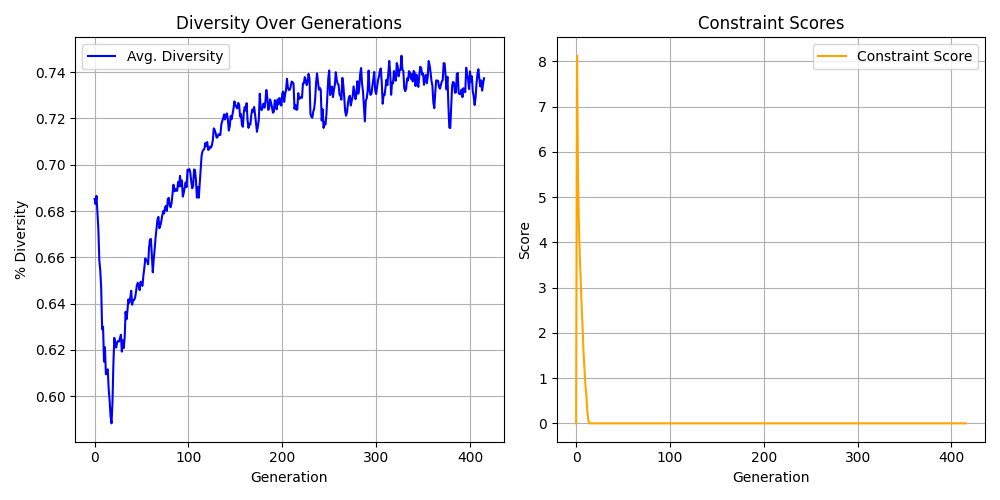 Diversity Over Generations
Avg. Diversity
% Diversity
0.74
0.72
0.70
0.68
0.66
0.64
0.62
0.60
0 100 200 300 400
Generation
Constraint Scores
Constraint Score
Score
8
7
6
5
4
3
2
1
0
0 100 200 300 400
Generation